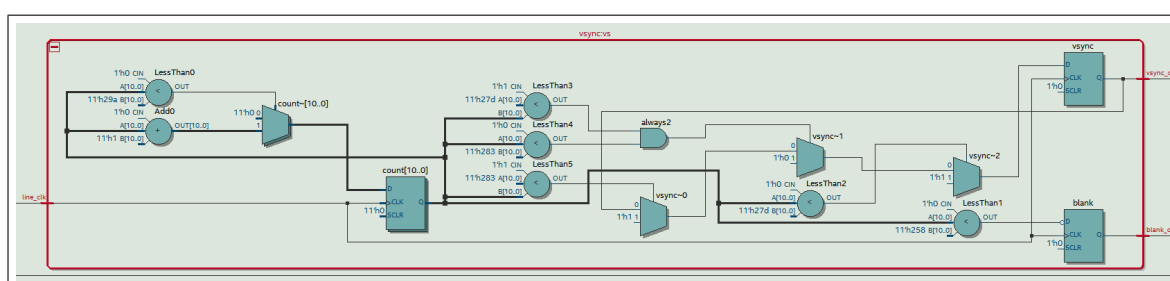 vsync:vs
vsync
1'h0 CIN LessThan0
A[10..0] OUT
11'h29a B[10..0]
<
1'h0 CIN Add0
A[10..0] OUT[10..0]
11'h1 B[10..0]
+
count~[10..0]
11'h0 0
1
1'h1 CIN LessThan3
11'h27d A[10..0] OUT
B[10..0]
<
1'h0 CIN LessThan4
A[10..0] OUT
11'h283 B[10..0]
<
1'h1 CIN LessThan5
11'h283 A[10..0] OUT
B[10..0]
<
always2
vsync~1
0
1'h0 1
vsync~2
0
1'h1 1
D
CLK Q
1'h0 SCLR
count[10..0]
D
CLK Q
11'h0 SCLR
line_clk
vsync~0
0
1'h1 1
1'h0 CIN LessThan2
A[10..0] OUT
11'h27d B[10..0]
<
1'h0 CIN LessThan1
A[10..0] OUT
11'h258 B[10..0]
<
blank
D
CLK Q
1'h0 SCLR
vsync_o
blank_o